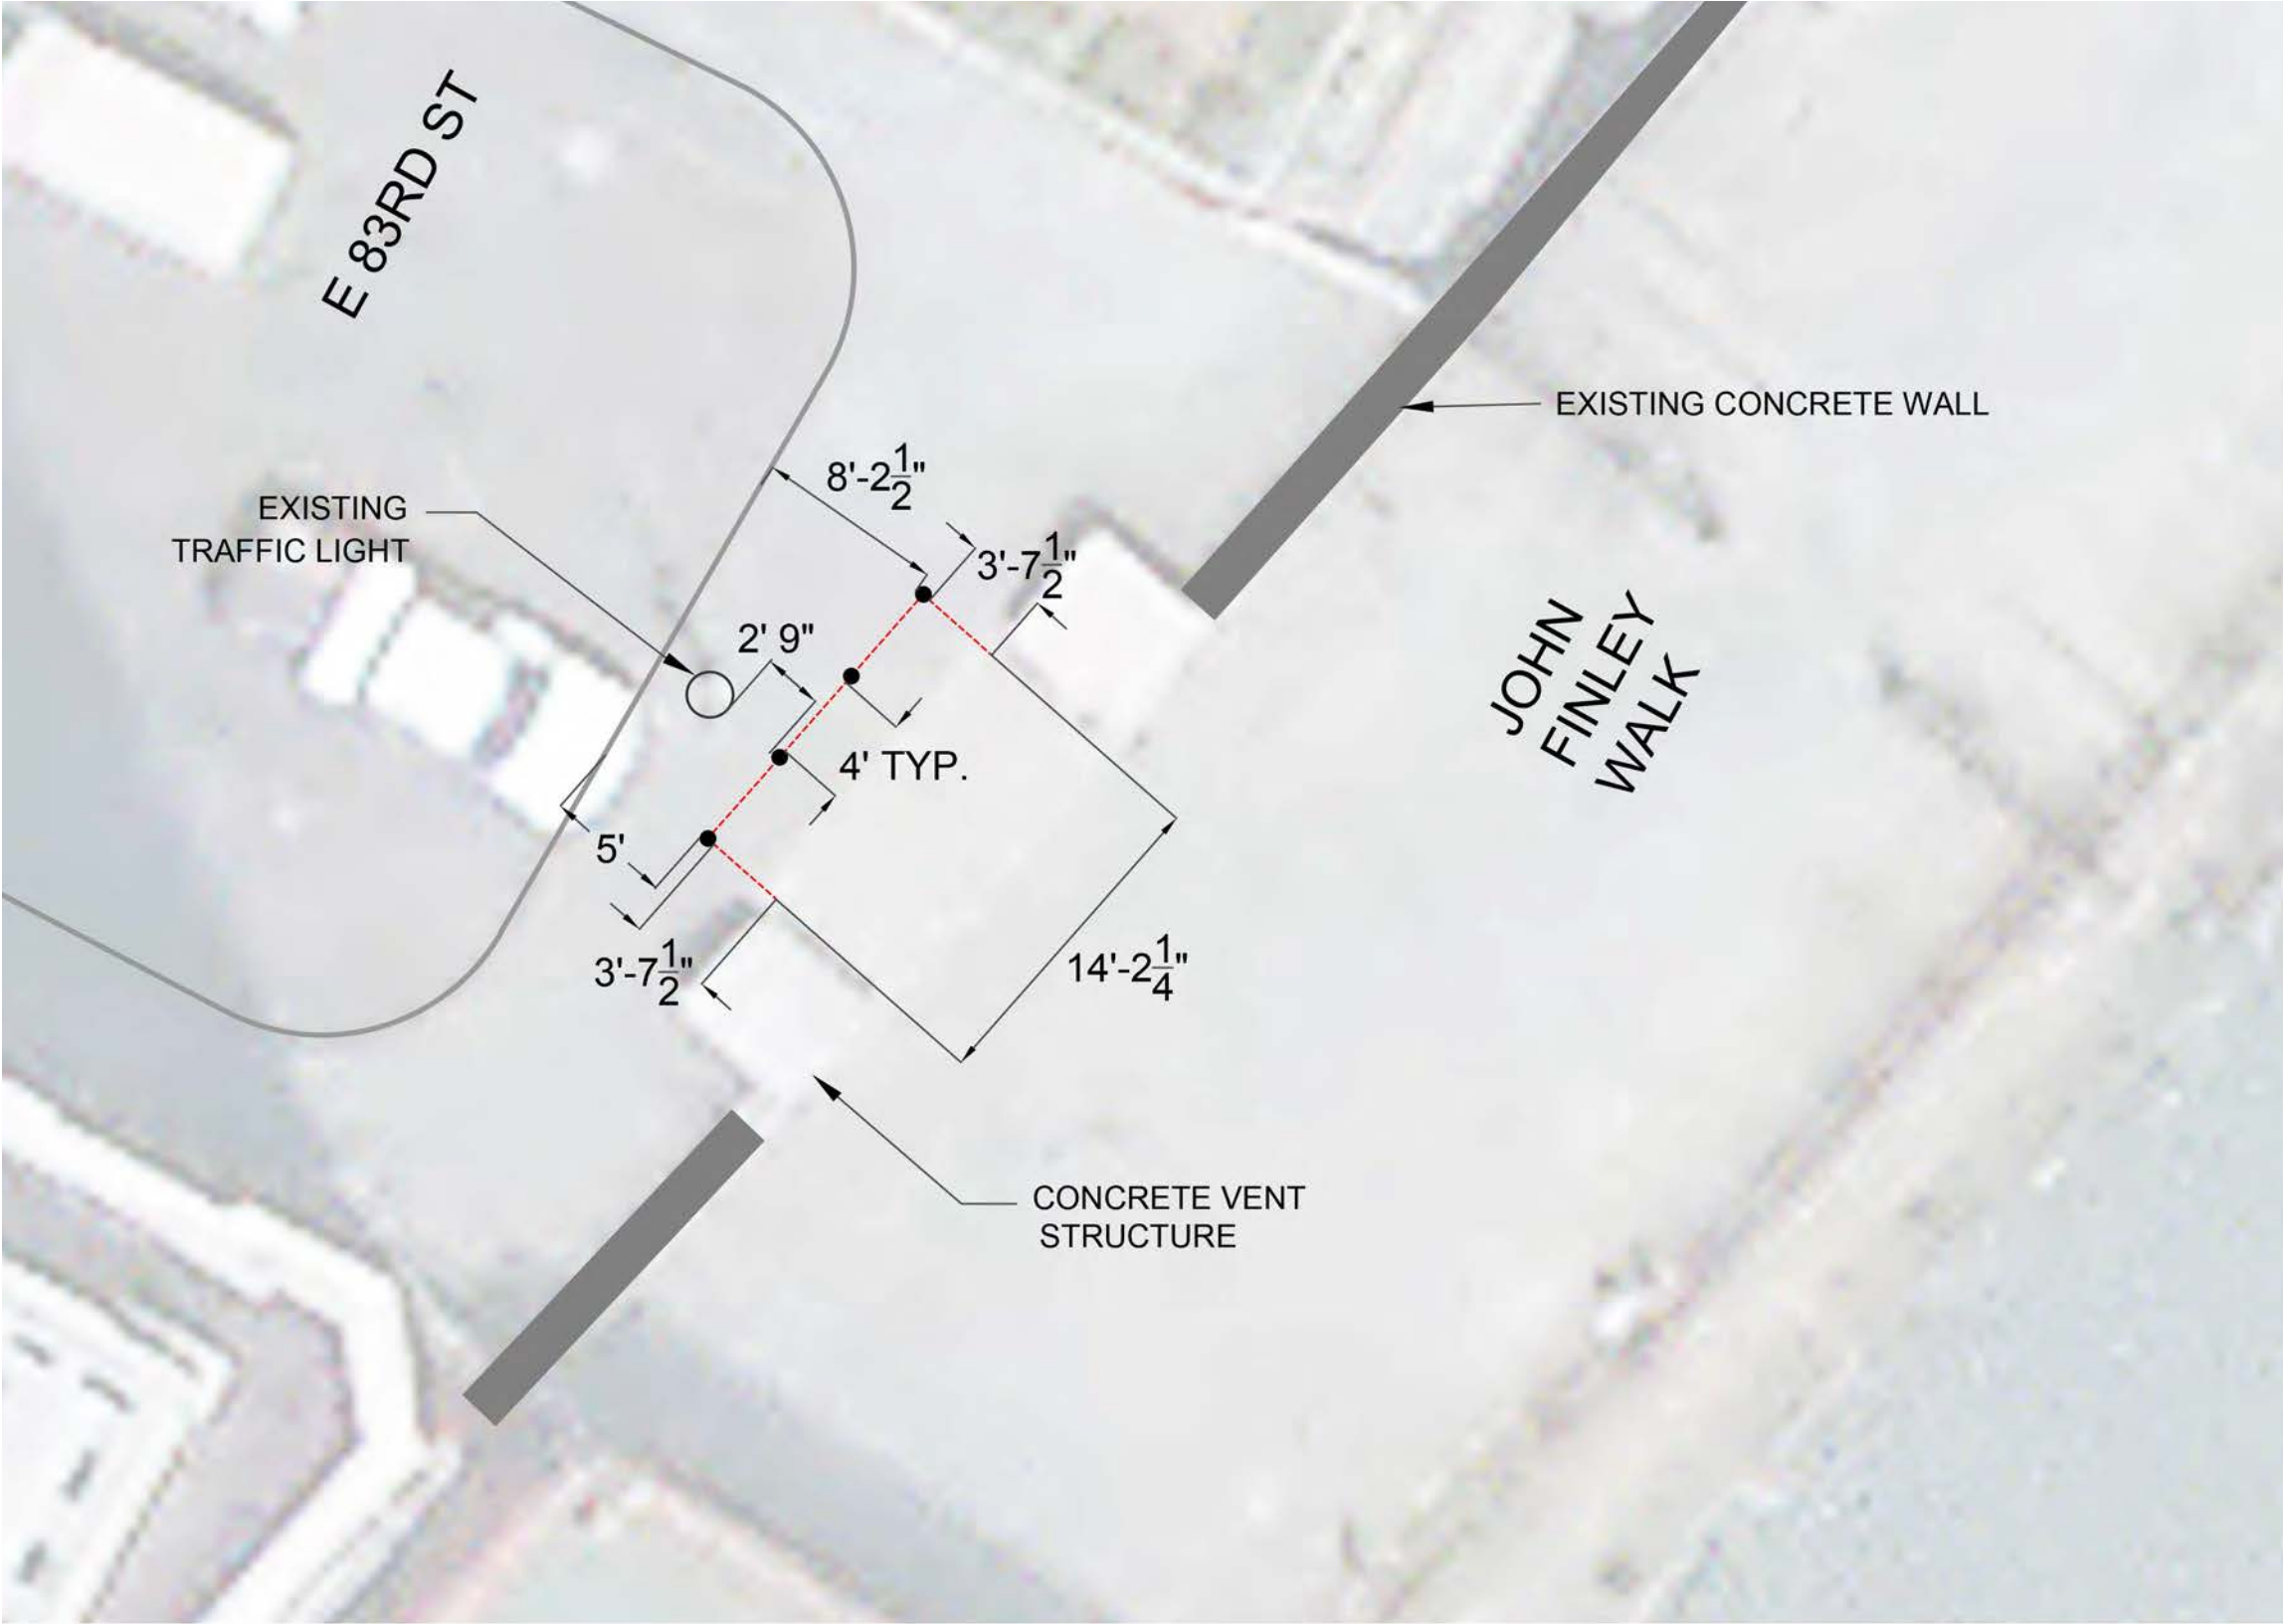 E 83RD ST
EXISTING CONCRETE WALL
8'-2 1/2"
EXISTING
TRAFFIC LIGHT
3'-7 1/2"
2' 9"
JOHN
FINLEY
WALK
4' TYP.
5'
3'-7 1/2"
14'-2 1/4"
CONCRETE VENT
STRUCTURE